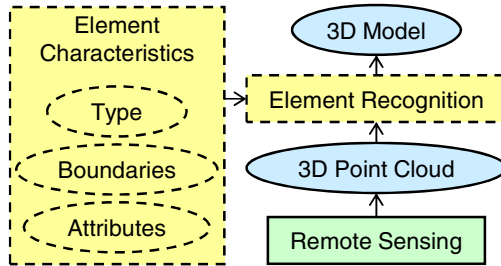 Element
Characteristics
Type
Boundaries
Attributes
3D Model
Element Recognition
3D Point Cloud
Remote Sensing